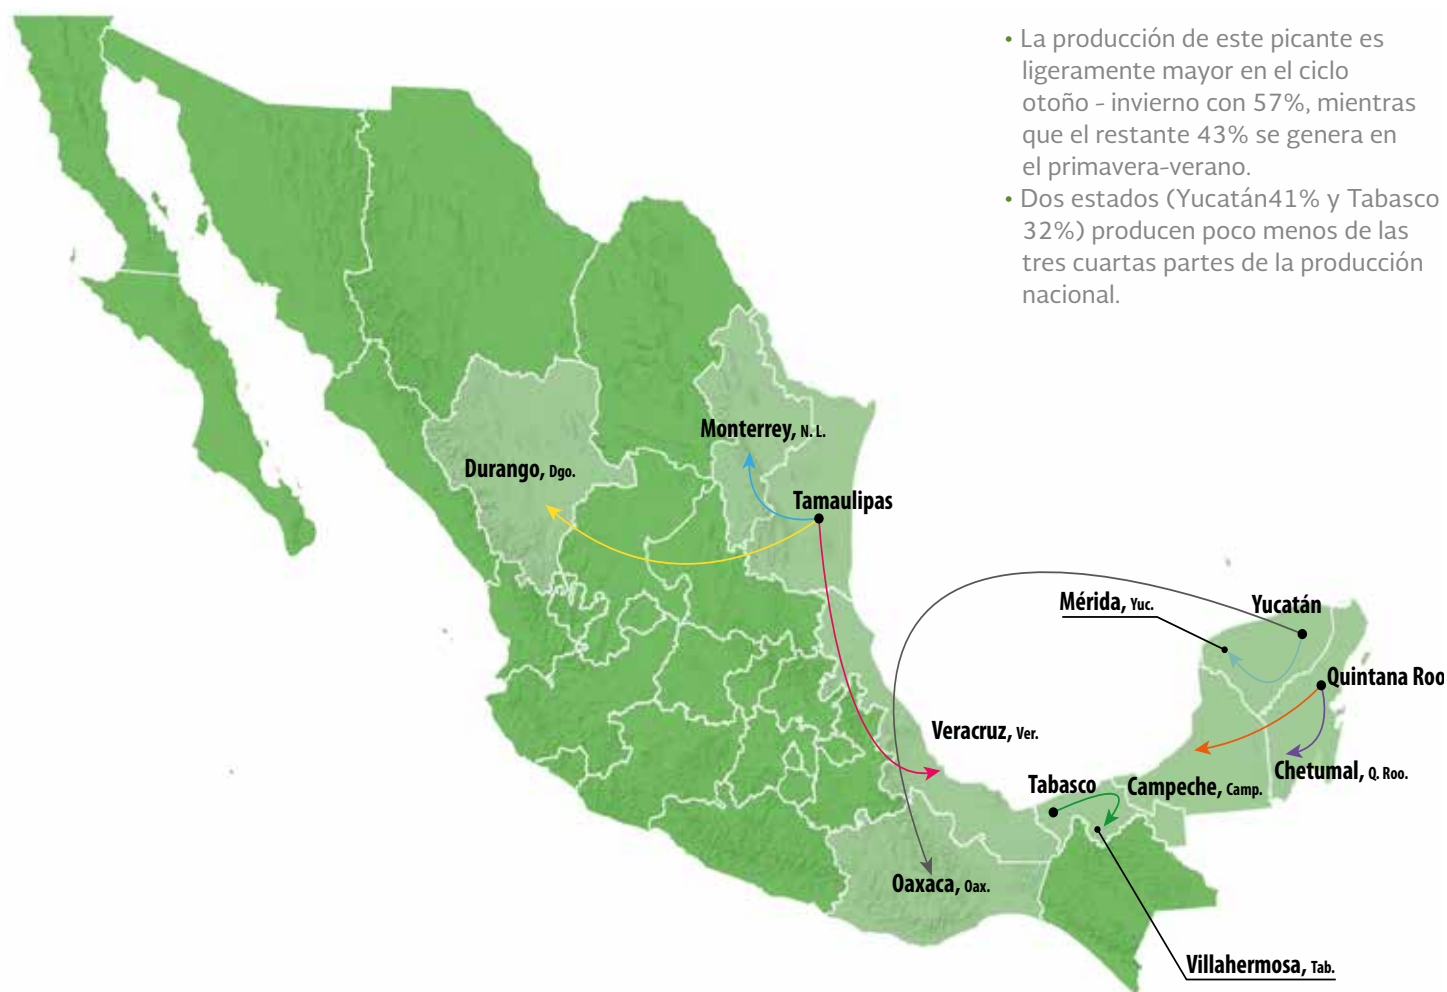 • La producción de este picante es
ligeramente mayor en el ciclo
otoño - invierno con 57%, mientras
que el restante 43% se genera en
el primavera-verano.
• Dos estados (Yucatán41% y Tabasco
32%) producen poco menos de las
tres cuartas partes de la producción
nacional.
Monterrey, N. L.
Durango, Dgo.
Tamaulipas
Mérida, Yuc.
Yucatán
Quintana Roo
Veracruz, Ver.
Chetumal, Q. Roo.
Tabasco
Campeche, Camp.
Oaxaca, Oax.
Villahermosa, Tab.